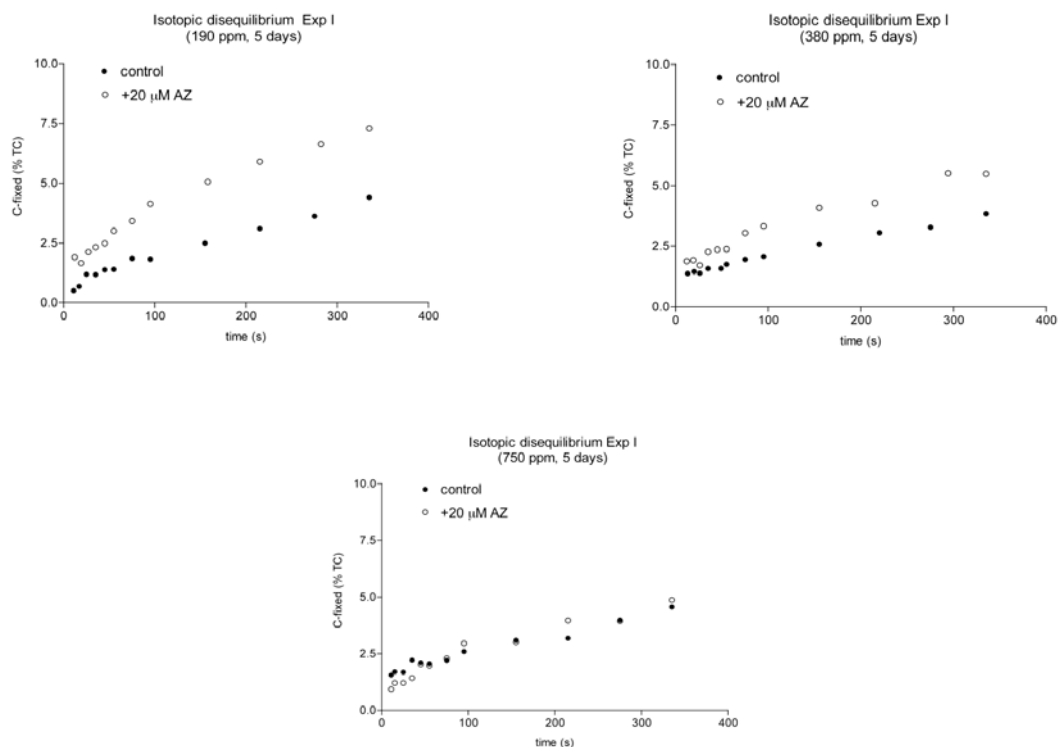 Isotopic disequilibrium Exp I
(190 ppm, 5 days)
10.0
7.5
5.0
2.5
0.0
C-fixed (% TC)
control
+20 μM AZ
0
100
200
300
400
time (s)
Isotopic disequilibrium Exp I
(380 ppm, 5 days)
10.0
7.5
5.0
2.5
0.0
C-fixed (% TC)
control
+20 μM AZ
0
100
200
300
400
time (s)
Isotopic disequilibrium Exp I
(750 ppm, 5 days)
10.0
7.5
5.0
2.5
0.0
C-fixed (% TC)
control
+20 μM AZ
0
100
200
300
400
time (s)